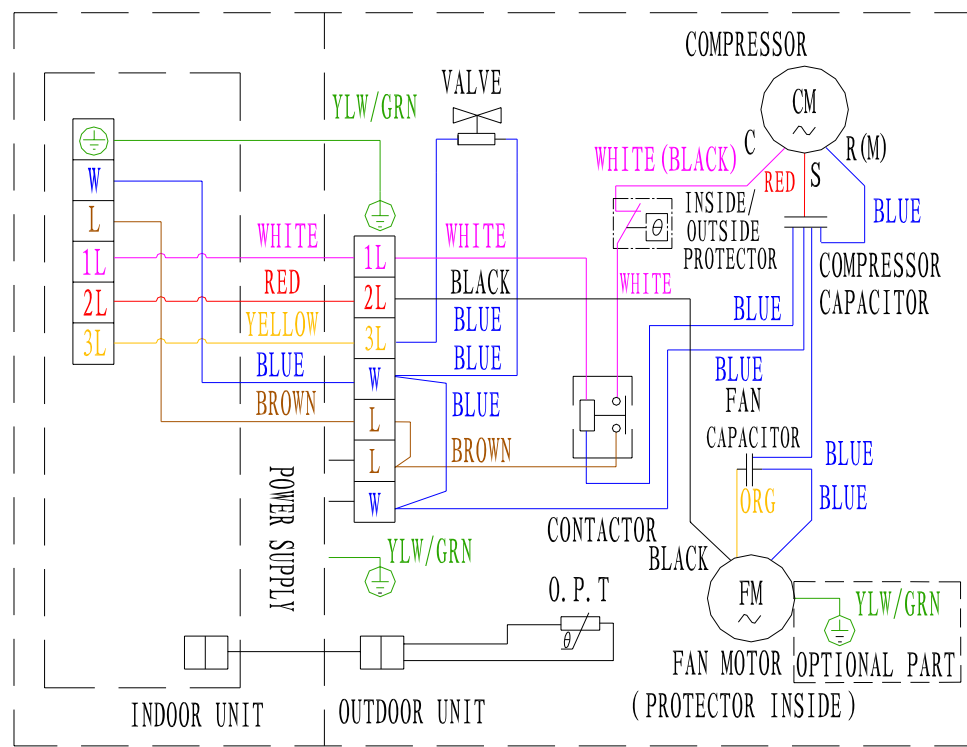 COMPRESSOR
CM
VALVE
YLW/GRN
C
R(M)
WHITE(BLACK)
RED
S
W
L
1L
2L
3L
WHITE
RED
YELLOW
BLUE
BROWN
1L
2L
3L
W
L
L
W
WHITE
BLACK
BLUE
BLUE
BLUE
BROWN
INSIDE/
OUTSIDE
PROTECTOR
θ
WHITE
BLUE
COMPRESSOR
CAPACITOR
BLUE
BLUE
FAN
CAPACITOR
BLUE
BLUE
ORG
POWER SUPPLY
YLW/GRN
CONTACTOR
BLACK
O.P.T
θ
FM
YLW/GRN
FAN MOTOR
OPTIONAL PART
(PROTECTOR INSIDE)
INDOOR UNIT
OUTDOOR UNIT